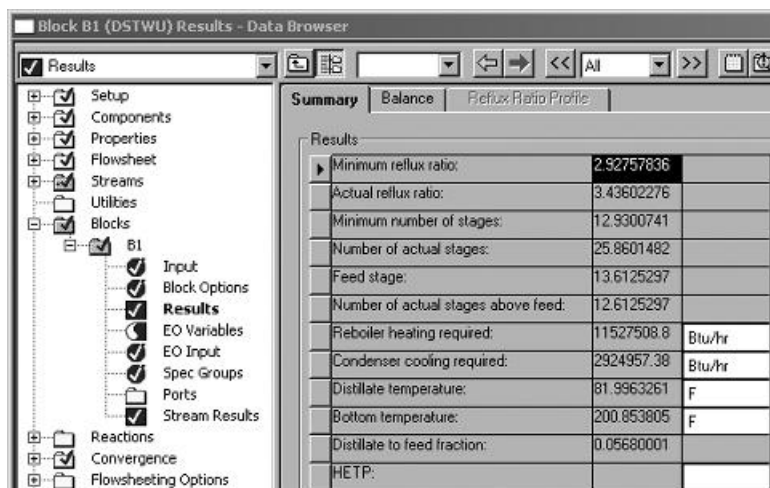 Block B1 (DSTWU) Results - Data Browser
Results
All
Setup
Components
Properties
Flowsheet
Streams
Utilities
Blocks
B1
Input
Block Options
Results
EO Variables
EO Input
Spec Groups
Ports
Stream Results
Reactions
Convergence
Flowsheeting Options
Summary Balance Reflux Ratio Profile
Results
Minimum reflux ratio: 2.92757836
Actual reflux ratio: 3.43602276
Minimum number of stages: 12.9300741
Number of actual stages: 25.8601482
Feed stage: 13.6125297
Number of actual stages above feed: 12.6125297
Reboiler heating required: 11527508.8 Btu/hr
Condenser cooling required: 2924957.38 Btu/hr
Distillate temperature: 81.9963261 F
Bottom temperature: 200.853805 F
Distillate to feed fraction: 0.05680001
HETP: